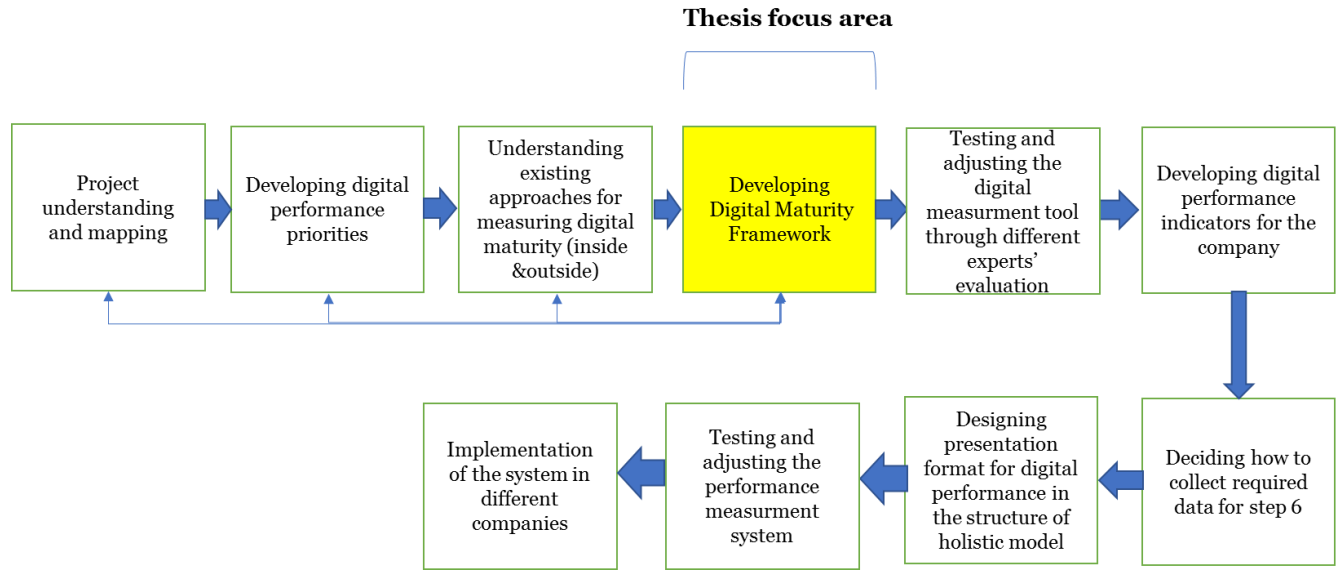 Thesis focus area
Project
understanding
and mapping
Developing digital
performance
priorities
Understanding
existing
approaches for
measuring digital
maturity (inside
&outside)
Developing
Digital Maturity
Framework
Testing and
adjusting the
digital
measurment tool
through different
experts’
evaluation
Developing digital
performance
indicators for the
company
Implementation
of the system in
different
companies
Testing and
adjusting the
performance
measurment
system
Designing
presentation
format for digital
performance in
the structure of
holistic model
Deciding how to
collect required
data for step 6